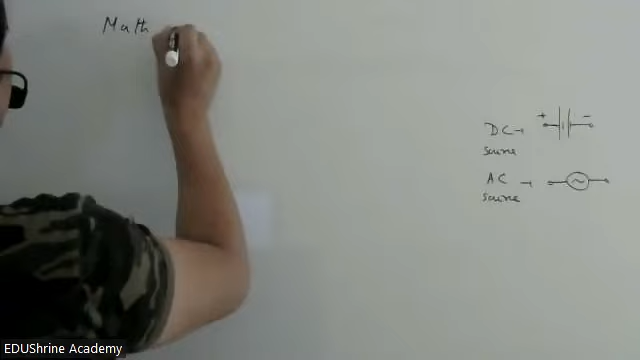 Math
DC → + -
source
AC →
source
EDUShrine Academy